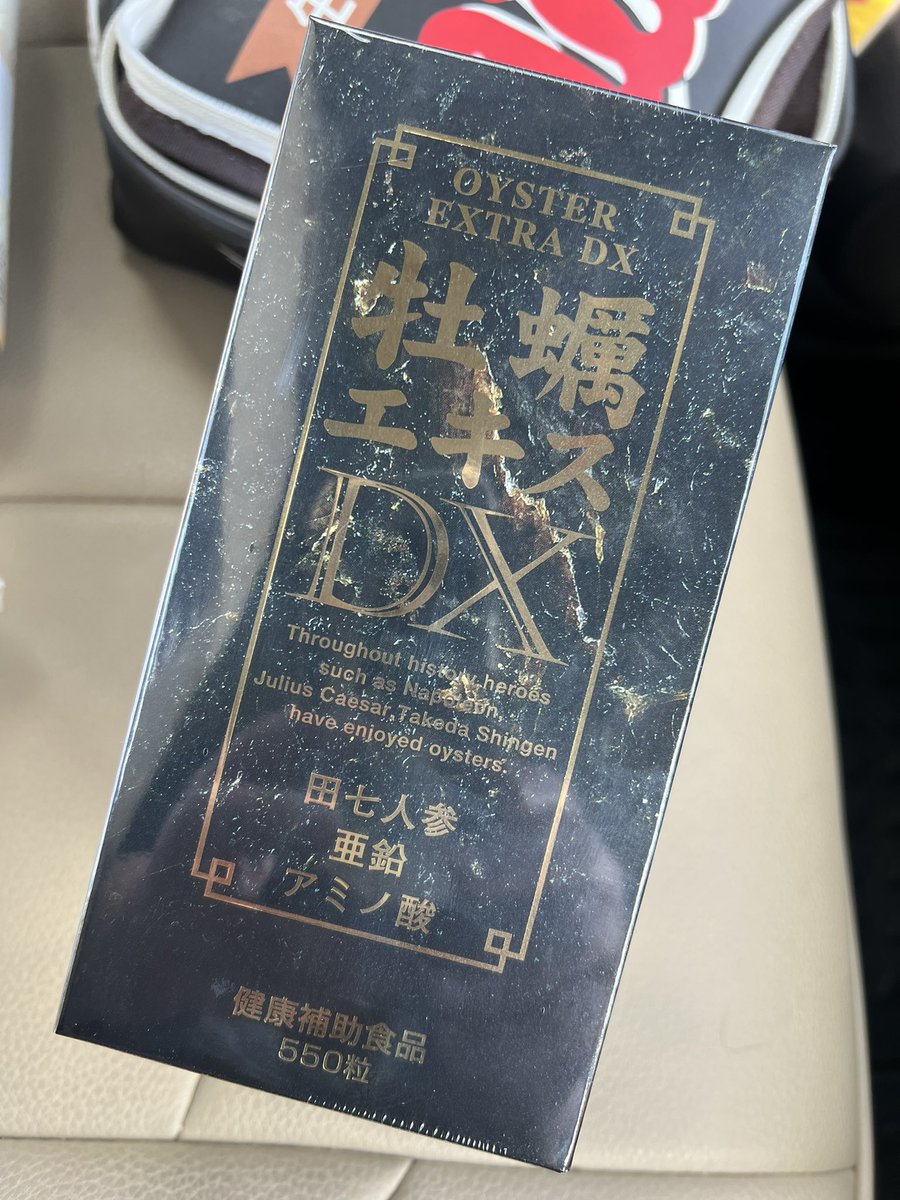 OYSTER
EXTRA DX
牡蠣
エキス
DX
Throughout history, heroes
such as Napoleon,
Julius Caesar, Takeda Shingen
have enjoyed oysters.
田七人参
亜鉛
アミノ酸
健康補助食品
550粒